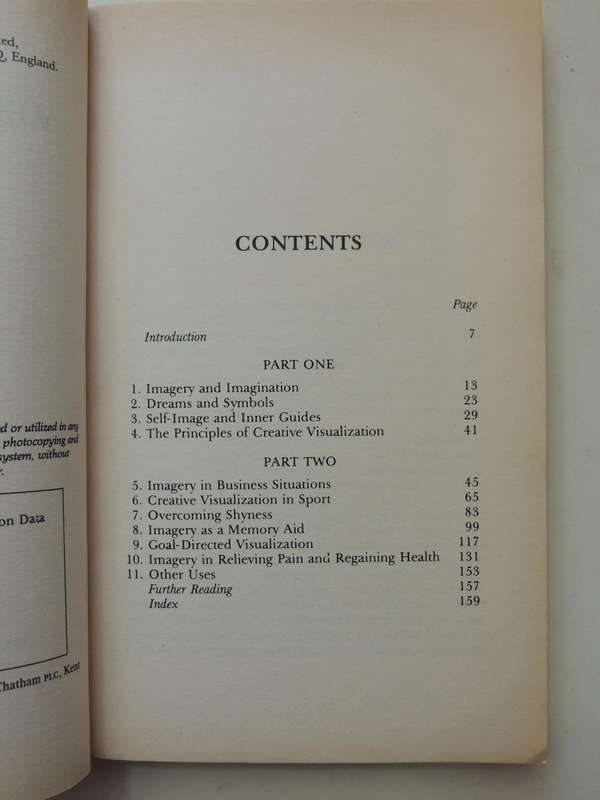 ted,
Q, England.
ed or utilized in any
photocopying and
system, without
r.
on Data
Chatham PLC, Kent
CONTENTS
Page
Introduction 7
PART ONE
1. Imagery and Imagination 13
2. Dreams and Symbols 23
3. Self-Image and Inner Guides 29
4. The Principles of Creative Visualization 41
PART TWO
5. Imagery in Business Situations 45
6. Creative Visualization in Sport 65
7. Overcoming Shyness 83
8. Imagery as a Memory Aid 99
9. Goal-Directed Visualization 117
10. Imagery in Relieving Pain and Regaining Health 131
11. Other Uses 153
Further Reading 157
Index 159